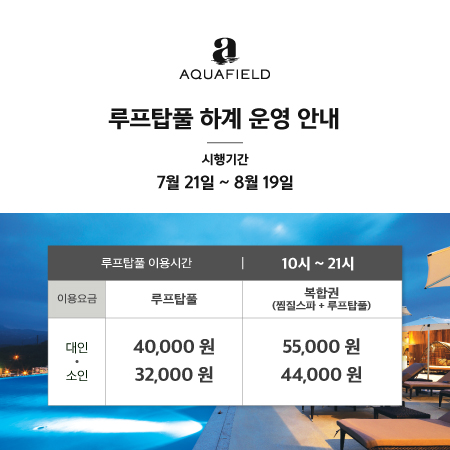 a
AQUAFIELD
루프탑풀 하계 운영 안내
시행기간
7월 21일 ~ 8월 19일
루프탑풀 이용시간 | 10시 ~ 21시
이용요금 루프탑풀 복합권
(찜질스파 + 루프탑풀)
대인 40,000 원 55,000 원
•
소인 32,000 원 44,000 원